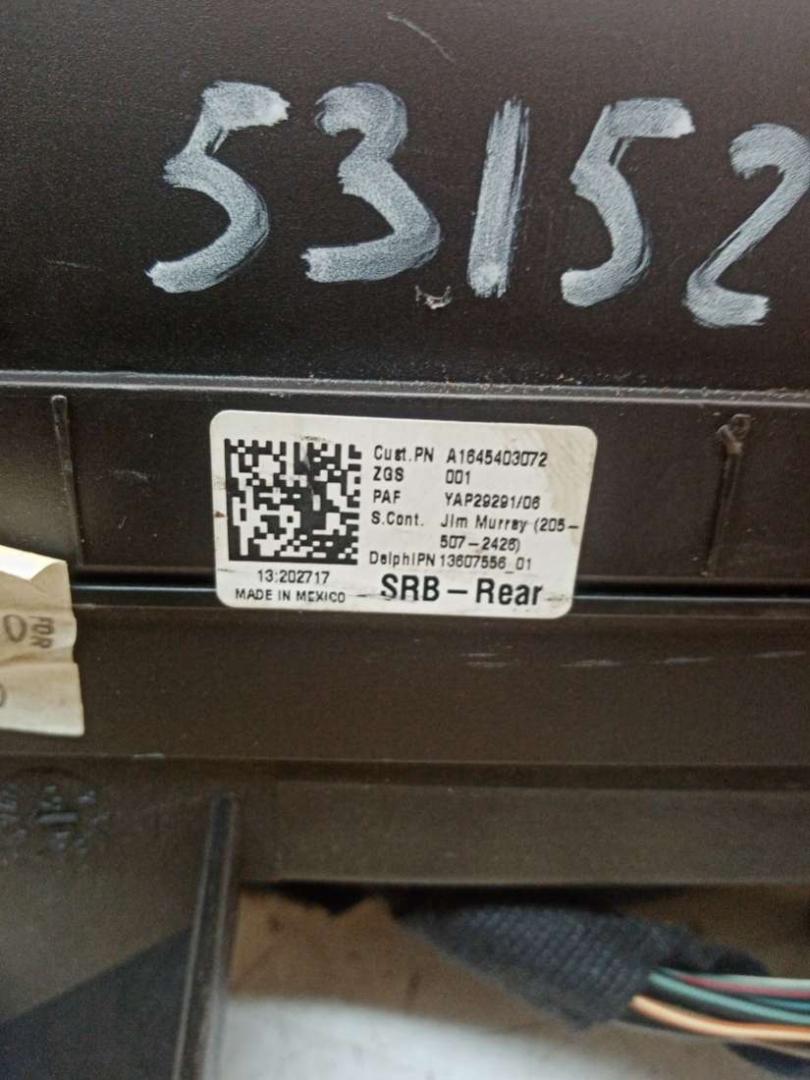 53152
Cust.PN A1645403072
ZGS 001
PAF YAP29291/06
S.Cont. Jim Murray (205-
507-2426)
DelphiPN 13607556_01
13:202717
MADE IN MEXICO
SRB-Rear